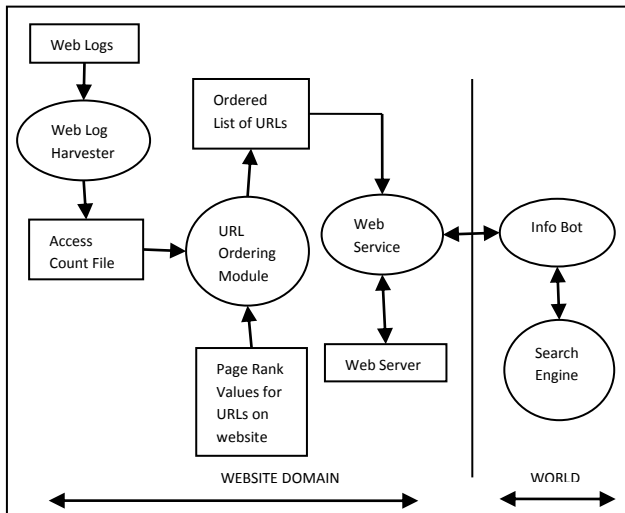 Web Logs
Web Log
Harvester
Access
Count File
Ordered
List of URLs
URL
Ordering
Module
Page Rank
Values for
URLs on
website
Web
Service
Web Server
Info Bot
Search
Engine
WEBSITE DOMAIN
WORLD